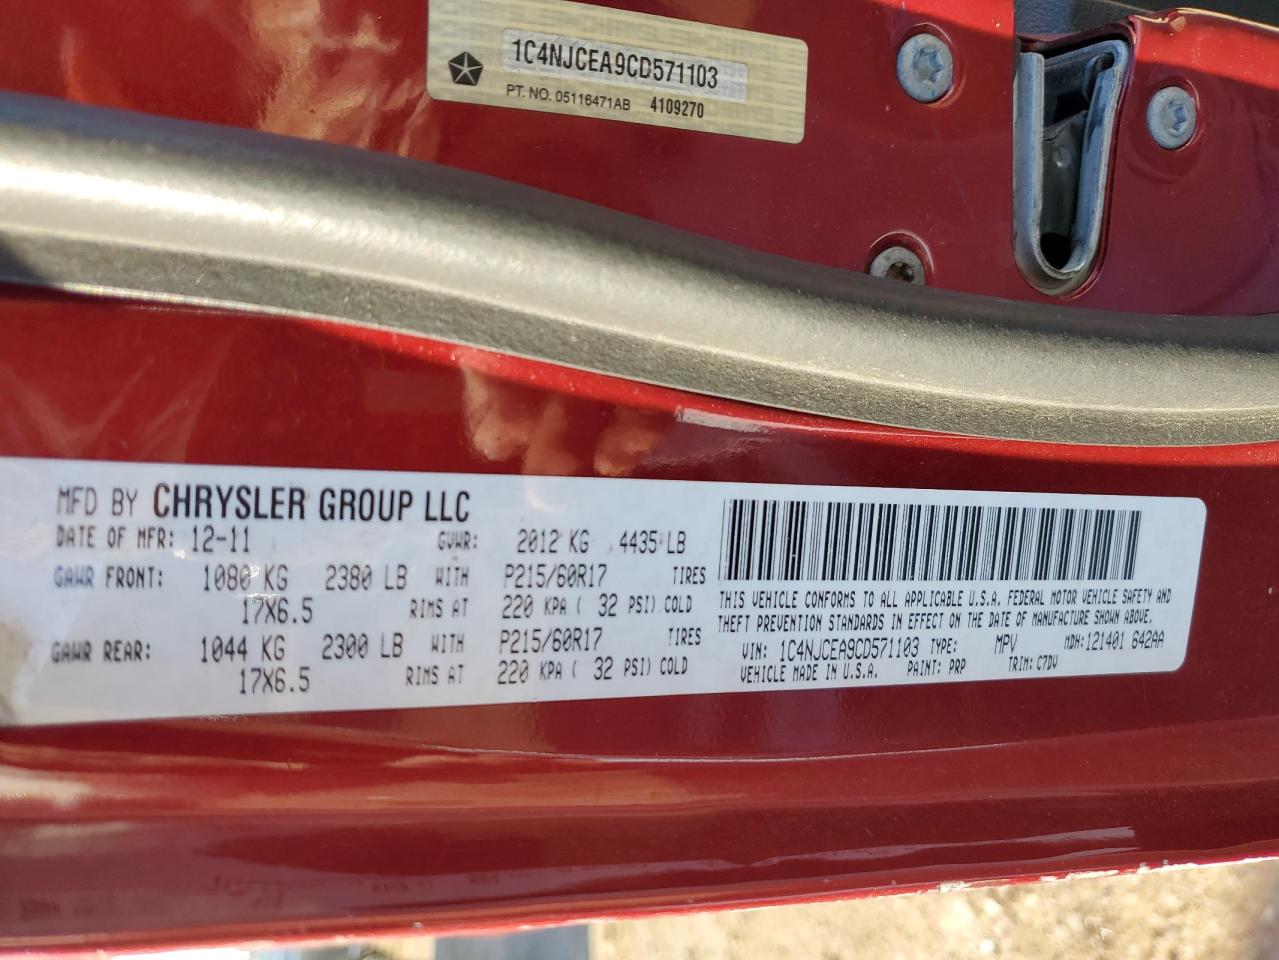 1C4NJCEA9CD571103
PT. NO. 05116471AB 4109270
MFD BY CHRYSLER GROUP LLC
DATE OF MFR: 12-11 GVWR: 2012 KG 4435 LB
GAWR FRONT: 1080 KG 2380 LB WITH P215/60R17 TIRES
17X6.5 RIMS AT 220 KPA ( 32 PSI) COLD
GAWR REAR: 1044 KG 2300 LB WITH P215/60R17 TIRES
17X6.5 RIMS AT 220 KPA ( 32 PSI) COLD
THIS VEHICLE CONFORMS TO ALL APPLICABLE U.S.A. FEDERAL MOTOR VEHICLE SAFETY AND
THEFT PREVENTION STANDARDS IN EFFECT ON THE DATE OF MANUFACTURE SHOWN ABOVE.
VIN: 1C4NJCEA9CD571103 TYPE: MPV MDH: 121401 642AA
VEHICLE MADE IN U.S.A. PAINT: PRP TRIM: C7DV